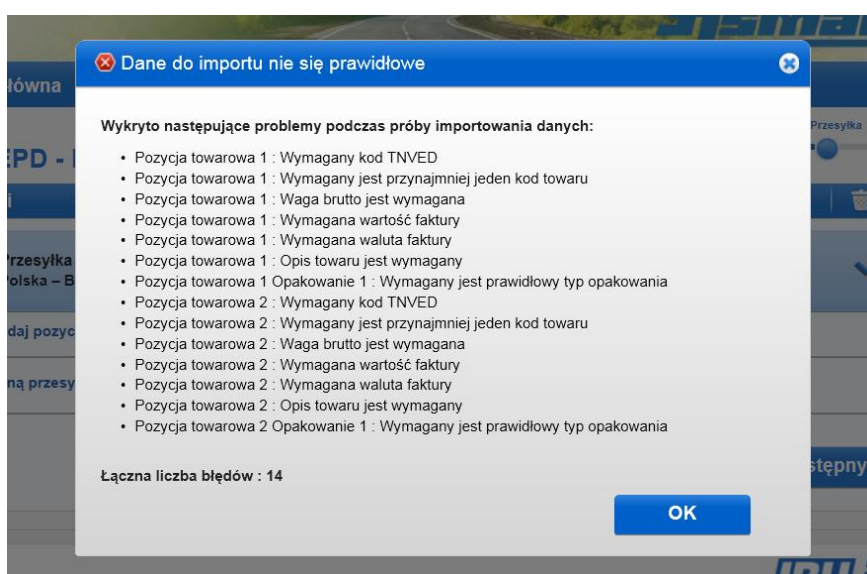 łówna
Dane do importu nie się prawidłowe
Przesyłka
EPD -
Wykryto następujące problemy podczas próby importowania danych:
• Pozycja towarowa 1 : Wymagany kod TNVED
• Pozycja towarowa 1 : Wymagany jest przynajmniej jeden kod towaru
• Pozycja towarowa 1 : Waga brutto jest wymagana
• Pozycja towarowa 1 : Wymagana wartość faktury
• Pozycja towarowa 1 : Wymagana waluta faktury
• Pozycja towarowa 1 : Opis towaru jest wymagany
• Pozycja towarowa 1 Opakowanie 1 : Wymagany jest prawidłowy typ opakowania
• Pozycja towarowa 2 : Wymagany kod TNVED
• Pozycja towarowa 2 : Wymagany jest przynajmniej jeden kod towaru
• Pozycja towarowa 2 : Waga brutto jest wymagana
• Pozycja towarowa 2 : Wymagana wartość faktury
• Pozycja towarowa 2 : Wymagana waluta faktury
• Pozycja towarowa 2 : Opis towaru jest wymagany
• Pozycja towarowa 2 Opakowanie 1 : Wymagany jest prawidłowy typ opakowania
Łączna liczba błędów : 14
OK
Przesyłka
Polska – B
daj pozyc
ną przesy
stępny
IRU